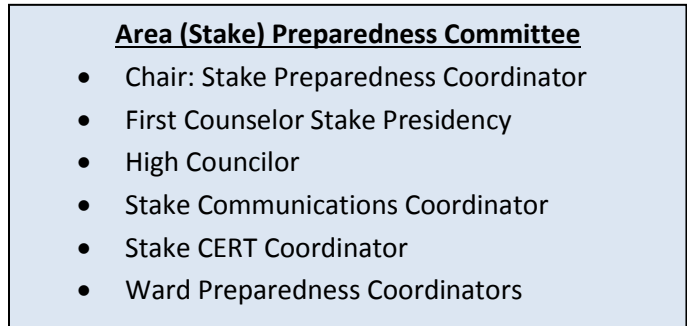 Area (Stake) Preparedness Committee
• Chair: Stake Preparedness Coordinator
• First Counselor Stake Presidency
• High Councilor
• Stake Communications Coordinator
• Stake CERT Coordinator
• Ward Preparedness Coordinators